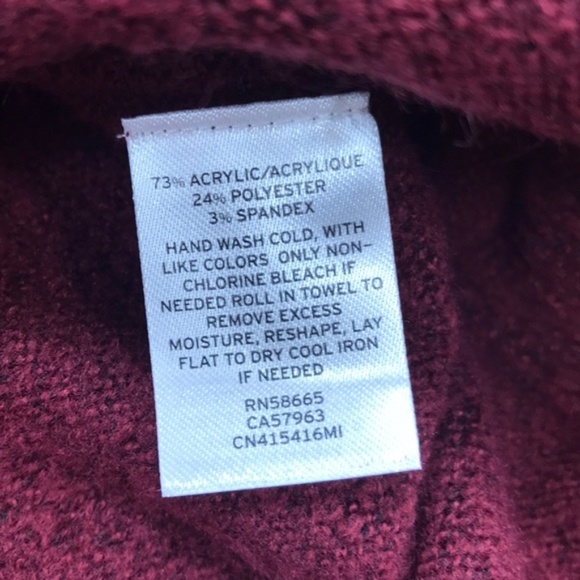 73% ACRYLIC/ACRYLIQUE
24% POLYESTER
3% SPANDEX
HAND WASH COLD, WITH
LIKE COLORS ONLY NON-
CHLORINE BLEACH IF
NEEDED ROLL IN TOWEL TO
REMOVE EXCESS
MOISTURE, RESHAPE, LAY
FLAT TO DRY COOL IRON
IF NEEDED
RN58665
CA57963
CN415416MI